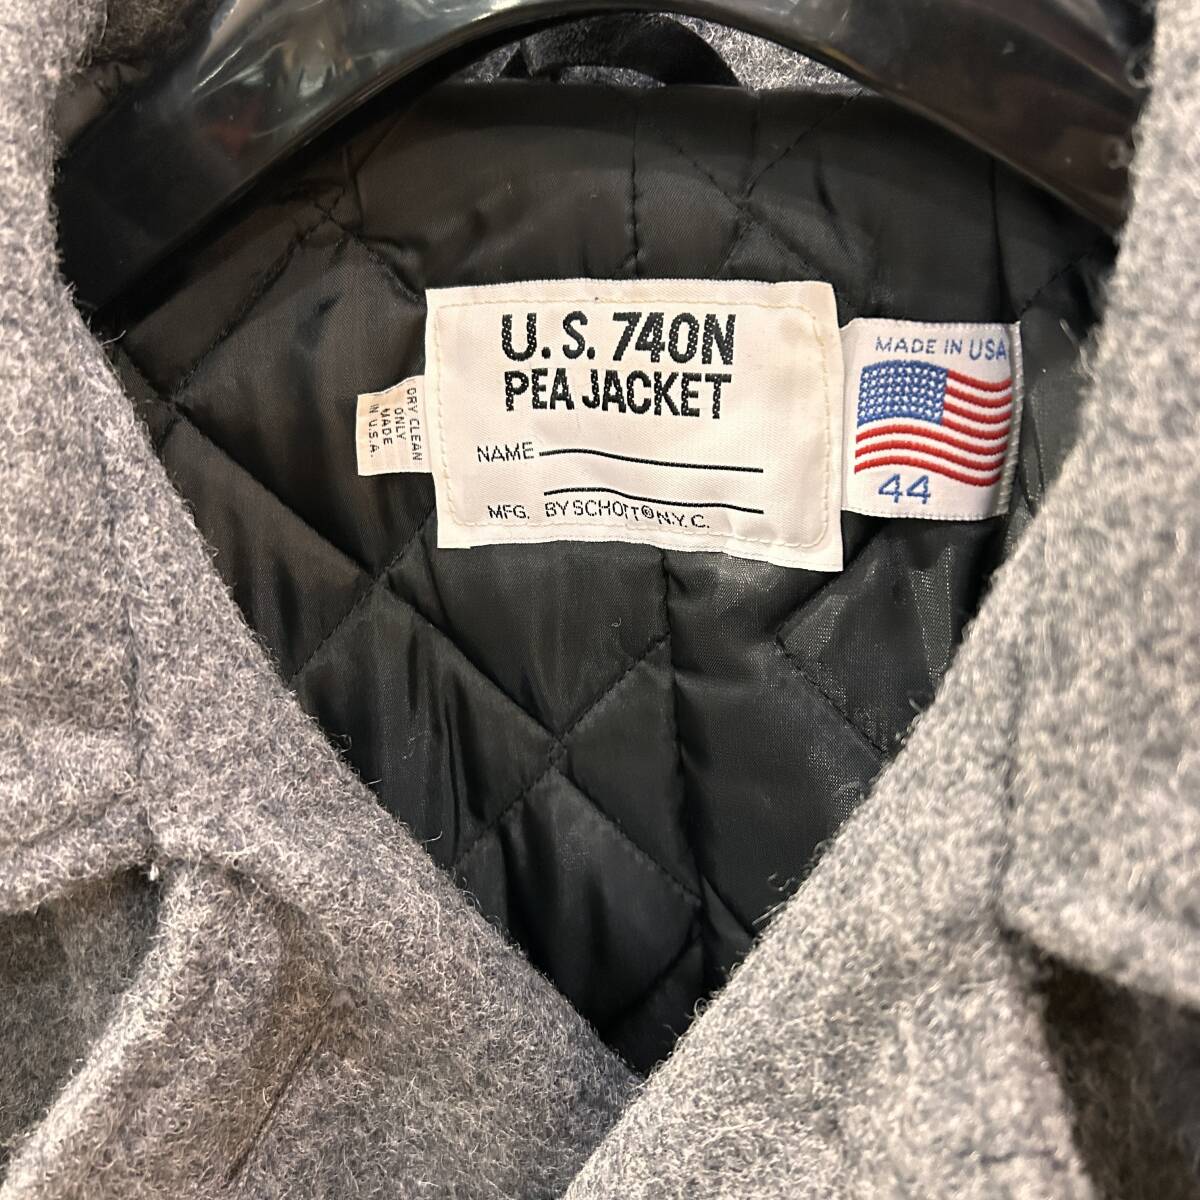 U.S. 740N
PEA JACKET
NAME
MFG. BY SCHOTT® N.Y.C.
MADE IN USA
44
DRY CLEAN
ONLY
MADE
IN U.S.A.